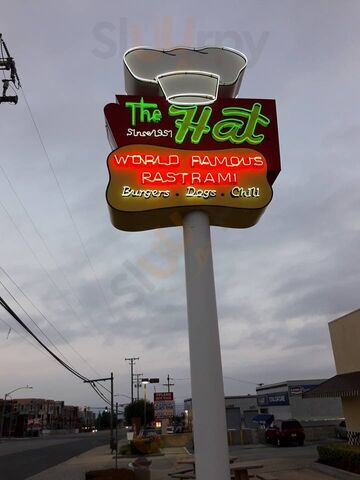 The
Since 1951
Hat
WORLD FAMOUS
PASTRAMI
Burgers • Dogs • Chili